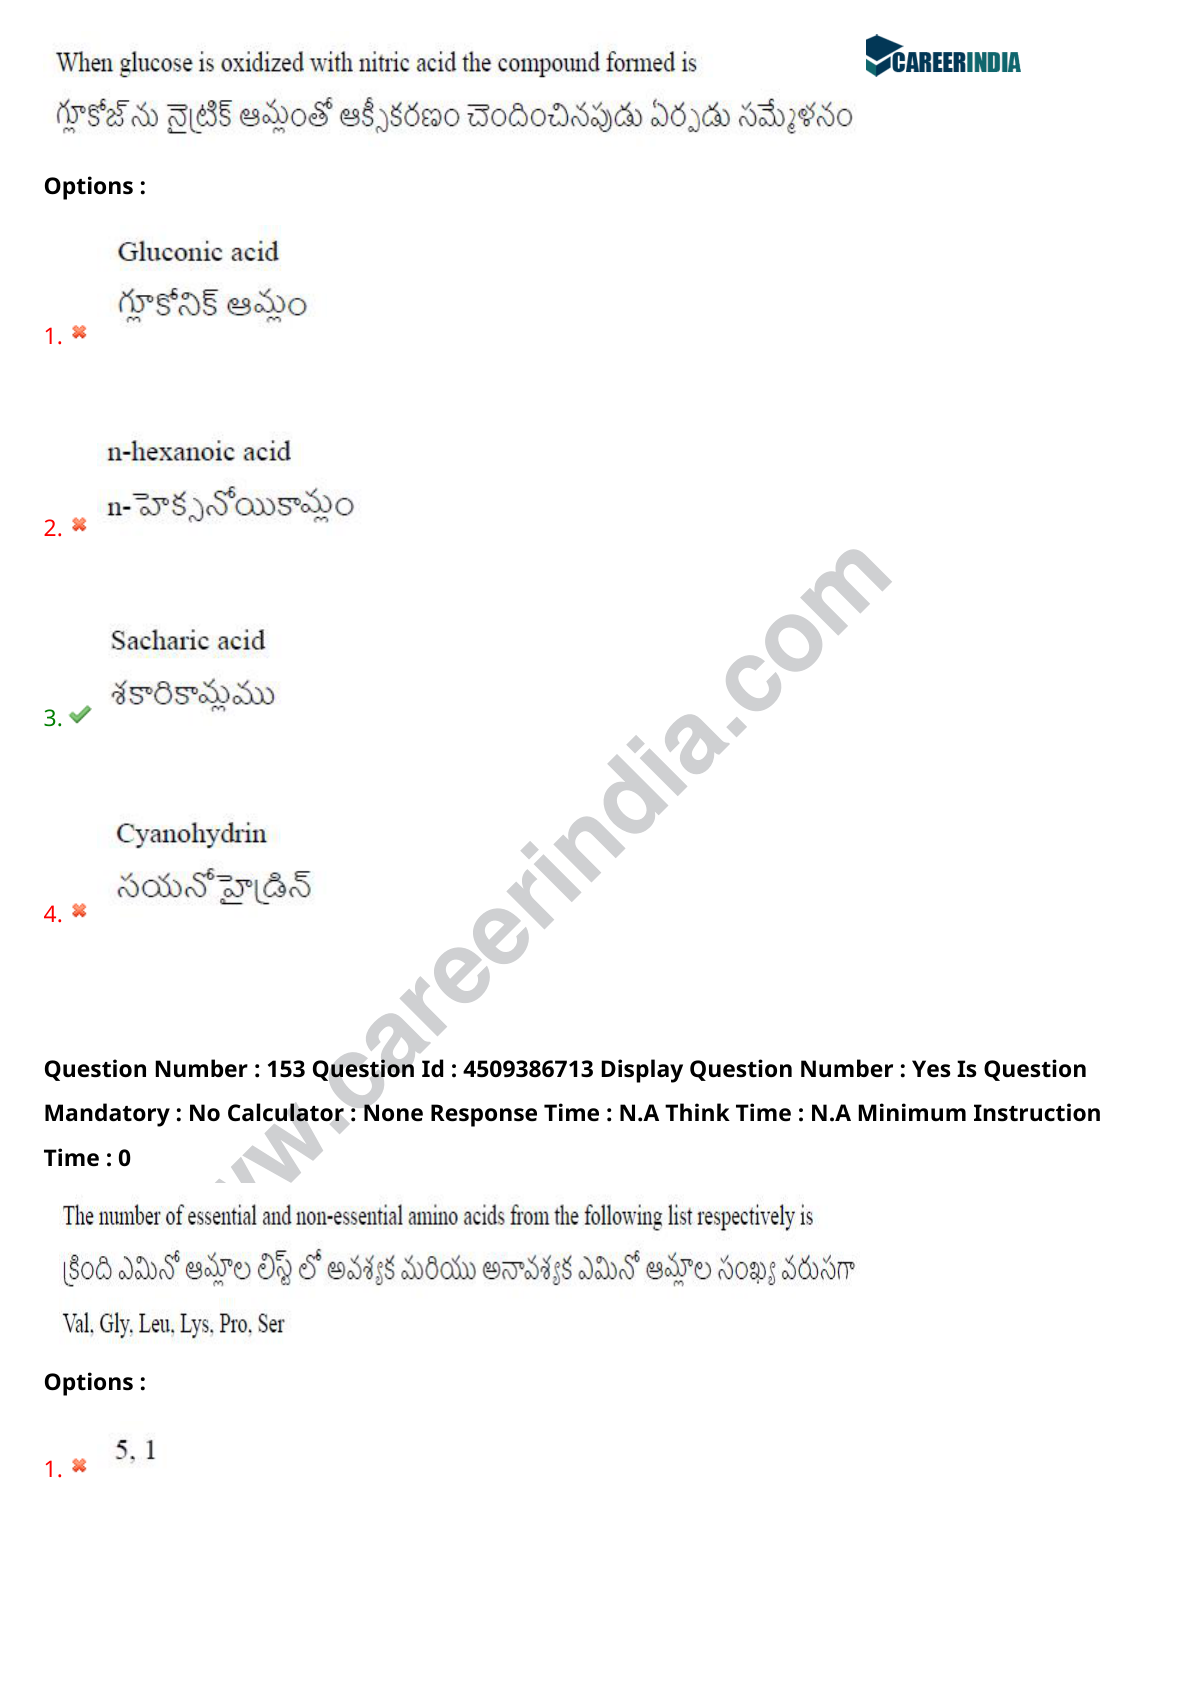 When glucose is oxidized with nitric acid the compound formed is
CAREERINDIA
గ్లూకోజ్ ను నైట్రిక్ ఆమ్లంతో ఆక్సీకరణం చెందించినపుడు ఏర్పడు సమ్మేళనం
Options :
Gluconic acid
గ్లూకోనిక్ ఆమ్లం
1.
n-hexanoic acid
n-హెక్సనోయికామ్లం
2.
Sacharic acid
శకారికామ్లము
3.
Cyanohydrin
సయనోహైడ్రిన్
4.
www.careerindia.com
Question Number : 153 Question Id : 4509386713 Display Question Number : Yes Is Question
Mandatory : No Calculator : None Response Time : N.A Think Time : N.A Minimum Instruction
Time : 0
The number of essential and non-essential amino acids from the following list respectively is
క్రింది ఎమినో ఆమ్లాల లిస్ట్ లో అవశ్యక మరియు అనావశ్యక ఎమినో ఆమ్లాల సంఖ్య వరుసగా
Val, Gly, Leu, Lys, Pro, Ser
Options :
5, 1
1.